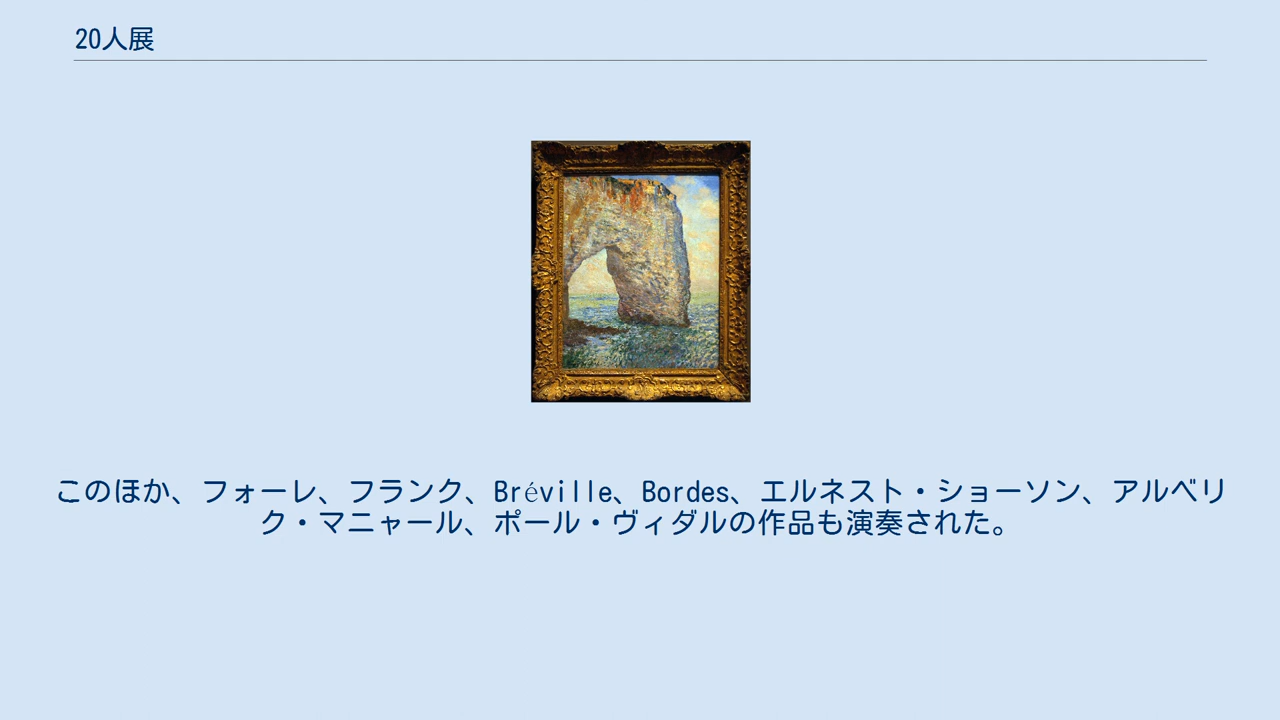 20人展
このほか、フォーレ、フランク、Bréville、Bordes、エルネスト・ショーソン、アルベリ
ク・マニャール、ポール・ヴィダルの作品も演奏された。